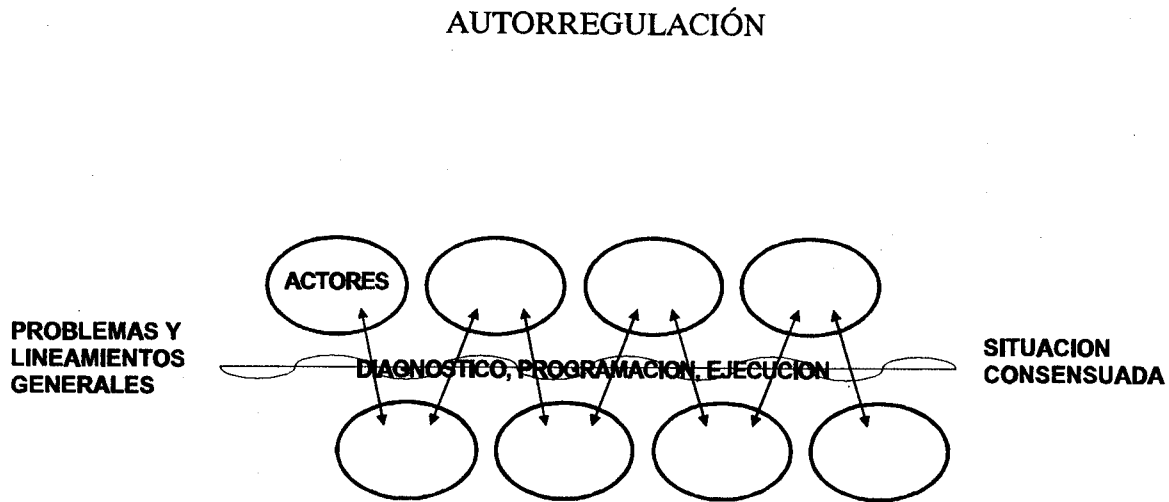 AUTORREGULACIÓN
ACTORES
PROBLEMAS Y
LINEAMIENTOS
GENERALES
DIAGNOSTICO, PROGRAMACION, EJECUCION
SITUACION
CONSENSUADA